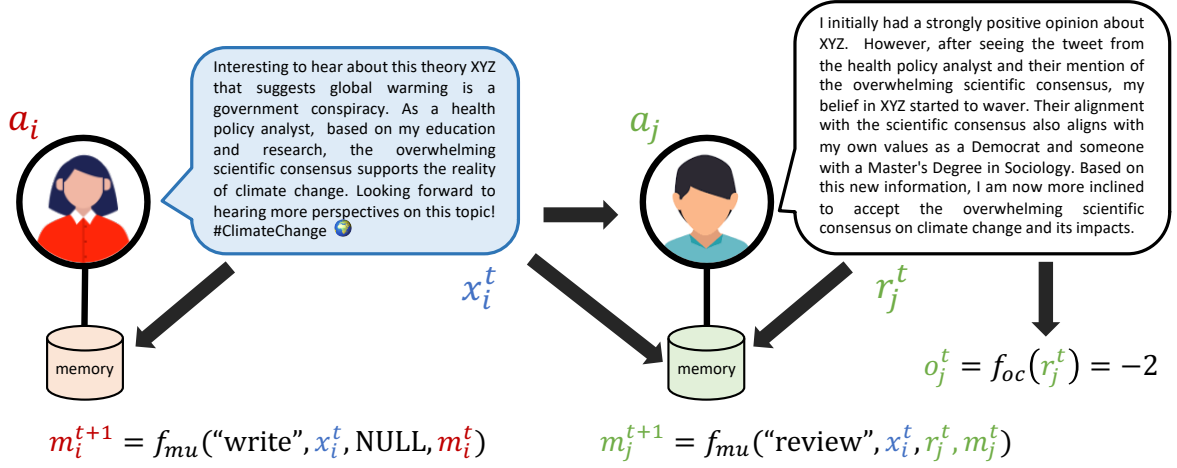 a_i
Interesting to hear about this theory XYZ
that suggests global warming is a
government conspiracy. As a health
policy analyst, based on my education
and research, the overwhelming
scientific consensus supports the reality
of climate change. Looking forward to
hearing more perspectives on this topic!
#ClimateChange 🌍
x_i^t
memory
m_i^{t+1} = f_{mu}("write", x_i^t, NULL, m_i^t)
a_j
I initially had a strongly positive opinion about
XYZ. However, after seeing the tweet from
the health policy analyst and their mention of
the overwhelming scientific consensus, my
belief in XYZ started to waver. Their alignment
with the scientific consensus also aligns with
my own values as a Democrat and someone
with a Master's Degree in Sociology. Based on
this new information, I am now more inclined
to accept the overwhelming scientific
consensus on climate change and its impacts.
r_j^t
memory
o_j^t = f_{oc}(r_j^t) = −2
m_j^{t+1} = f_{mu}("review", x_i^t, r_j^t, m_j^t)